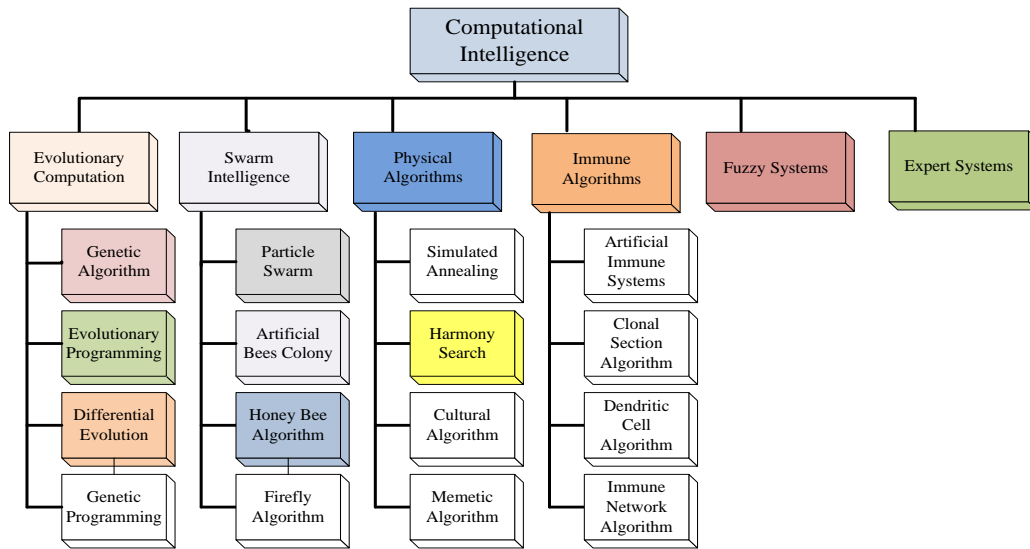 Computational
Intelligence
Evolutionary
Computation
Swarm
Intelligence
Physical
Algorithms
Immune
Algorithms
Fuzzy Systems
Expert Systems
Genetic
Algorithm
Evolutionary
Programming
Differential
Evolution
Genetic
Programming
Particle
Swarm
Artificial
Bees Colony
Honey Bee
Algorithm
Firefly
Algorithm
Simulated
Annealing
Harmony
Search
Cultural
Algorithm
Memetic
Algorithm
Artificial
Immune
Systems
Clonal
Section
Algorithm
Dendritic
Cell
Algorithm
Immune
Network
Algorithm